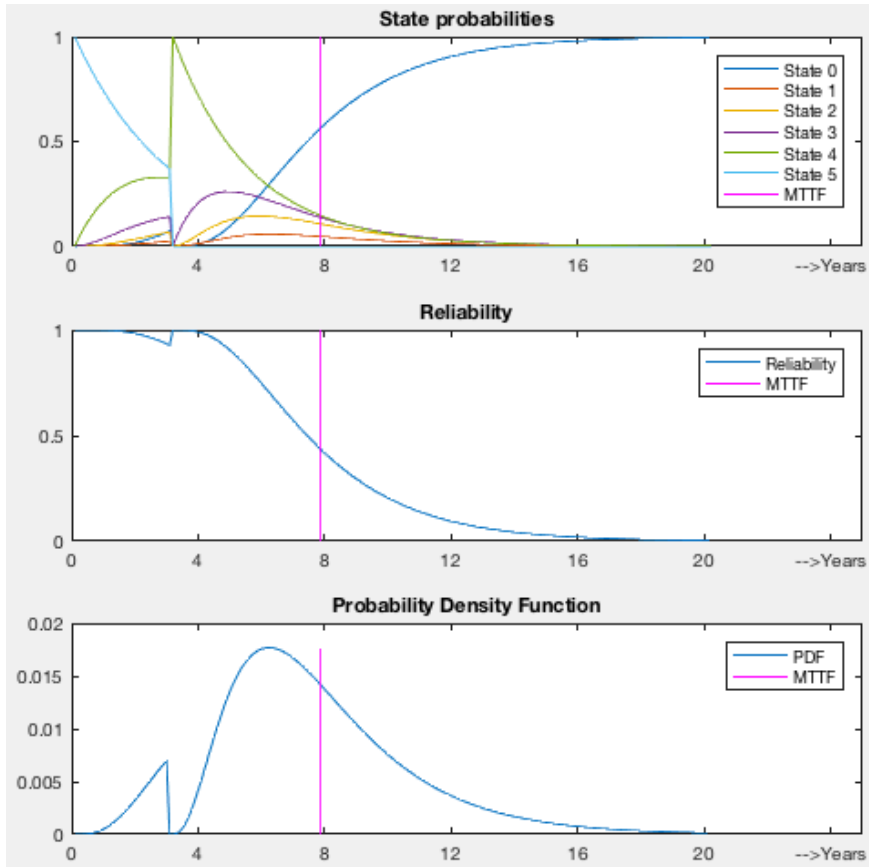 State probabilities
1
0.5
0
State 0
State 1
State 2
State 3
State 4
State 5
MTTF
0 4 8 12 16 20 -->Years
Reliability
1
0.5
0
Reliability
MTTF
0 4 8 12 16 20 -->Years
Probability Density Function
0.02
0.015
0.01
0.005
0
PDF
MTTF
0 4 8 12 16 20 -->Years